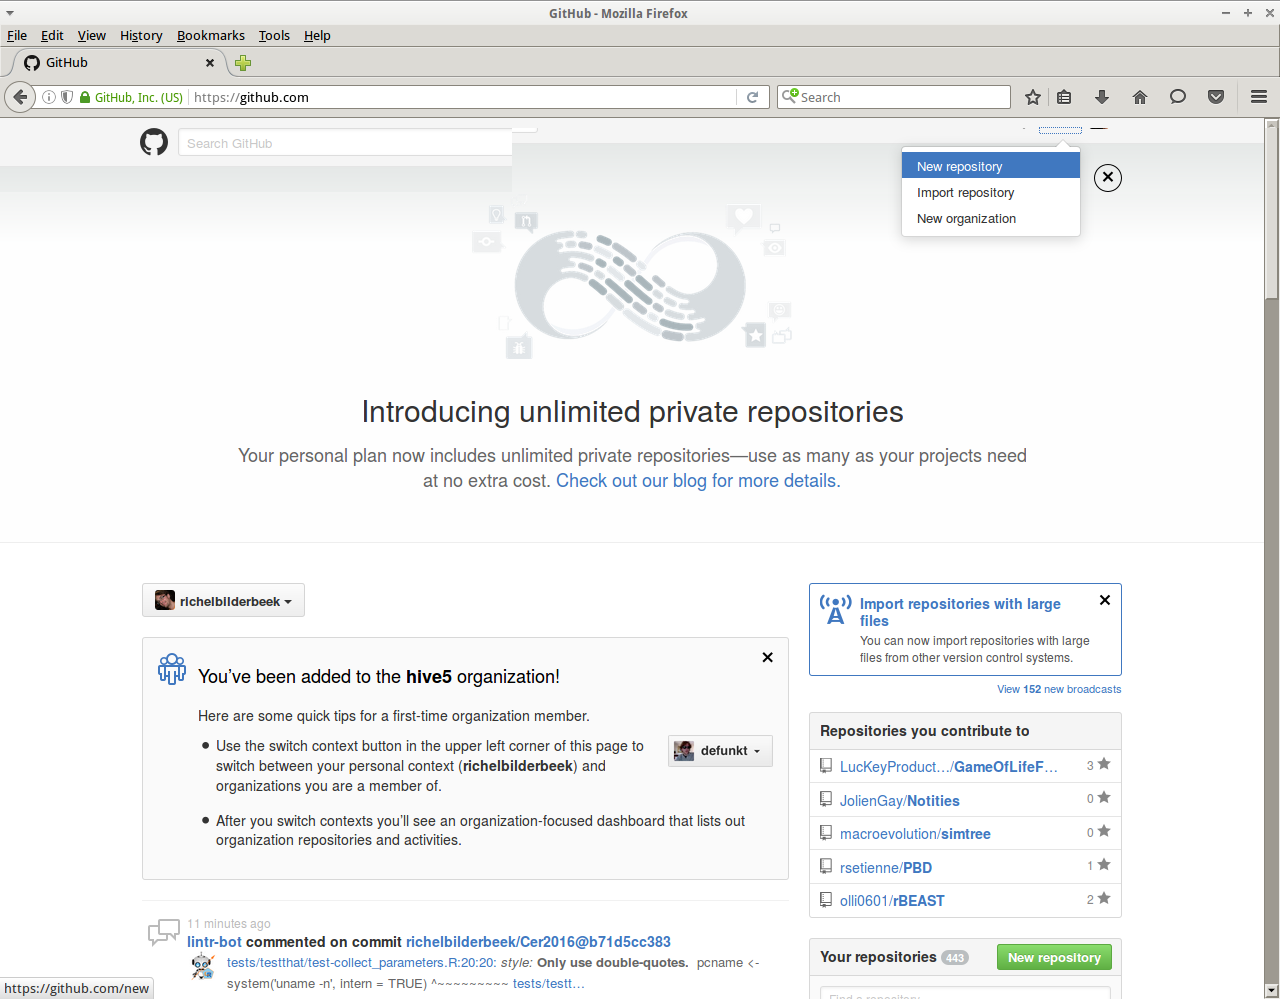 GitHub - Mozilla Firefox
File Edit View History Bookmarks Tools Help
GitHub
GitHub, Inc. (US) https://github.com Search
Search GitHub
New repository
Import repository
New organization
n
Introducing unlimited private repositories
Your personal plan now includes unlimited private repositories—use as many as your projects need
at no extra cost. Check out our blog for more details.
richelbilderbeek
You've been added to the hive5 organization!
Here are some quick tips for a first-time organization member.
Use the switch context button in the upper left corner of this page to
switch between your personal context (richelbilderbeek) and
organizations you are a member of.
defunkt
After you switch contexts you'll see an organization-focused dashboard that lists out
organization repositories and activities.
11 minutes ago
lintr-bot commented on commit richelbilderbeek/Cer2016@b71d5cc383
tests/testthat/test-collect_parameters.R:20:20: style: Only use double-quotes. pcname <-
system('uname -n', intern = TRUE) ^~~~~~~~~~ tests/testt…
Import repositories with large
files
You can now import repositories with large
files from other version control systems.
View 152 new broadcasts
Repositories you contribute to
LucKeyProduct…/GameOfLifeF… 3
JolienGay/Notities 0
macroevolution/simtree 0
rsetienne/PBD 1
olli0601/rBEAST 2
Your repositories 443 New repository
Find a repository
https://github.com/new